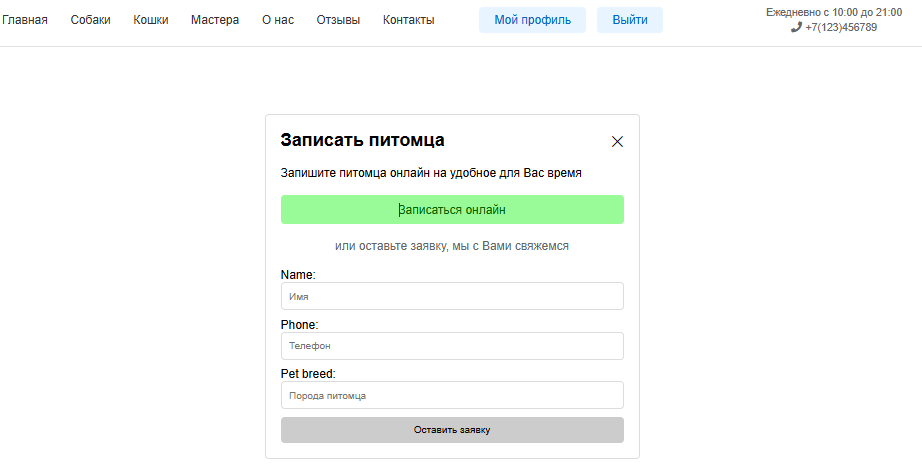 Главная Собаки Кошки Мастера О нас Отзывы Контакты Мой профиль Выйти
Ежедневно с 10:00 до 21:00
+7(123)456789
Записать питомца
Запишите питомца онлайн на удобное для Вас время
Записаться онлайн
или оставьте заявку, мы с Вами свяжемся
Name:
Имя
Phone:
Телефон
Pet breed:
Порода питомца
Оставить заявку